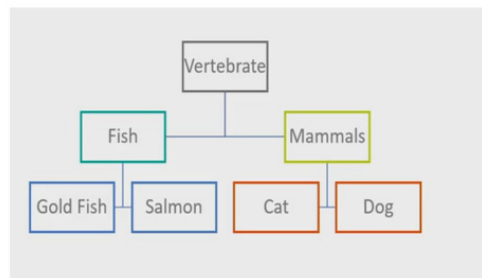 Vertebrate
Fish
Mammals
Gold Fish
Salmon
Cat
Dog